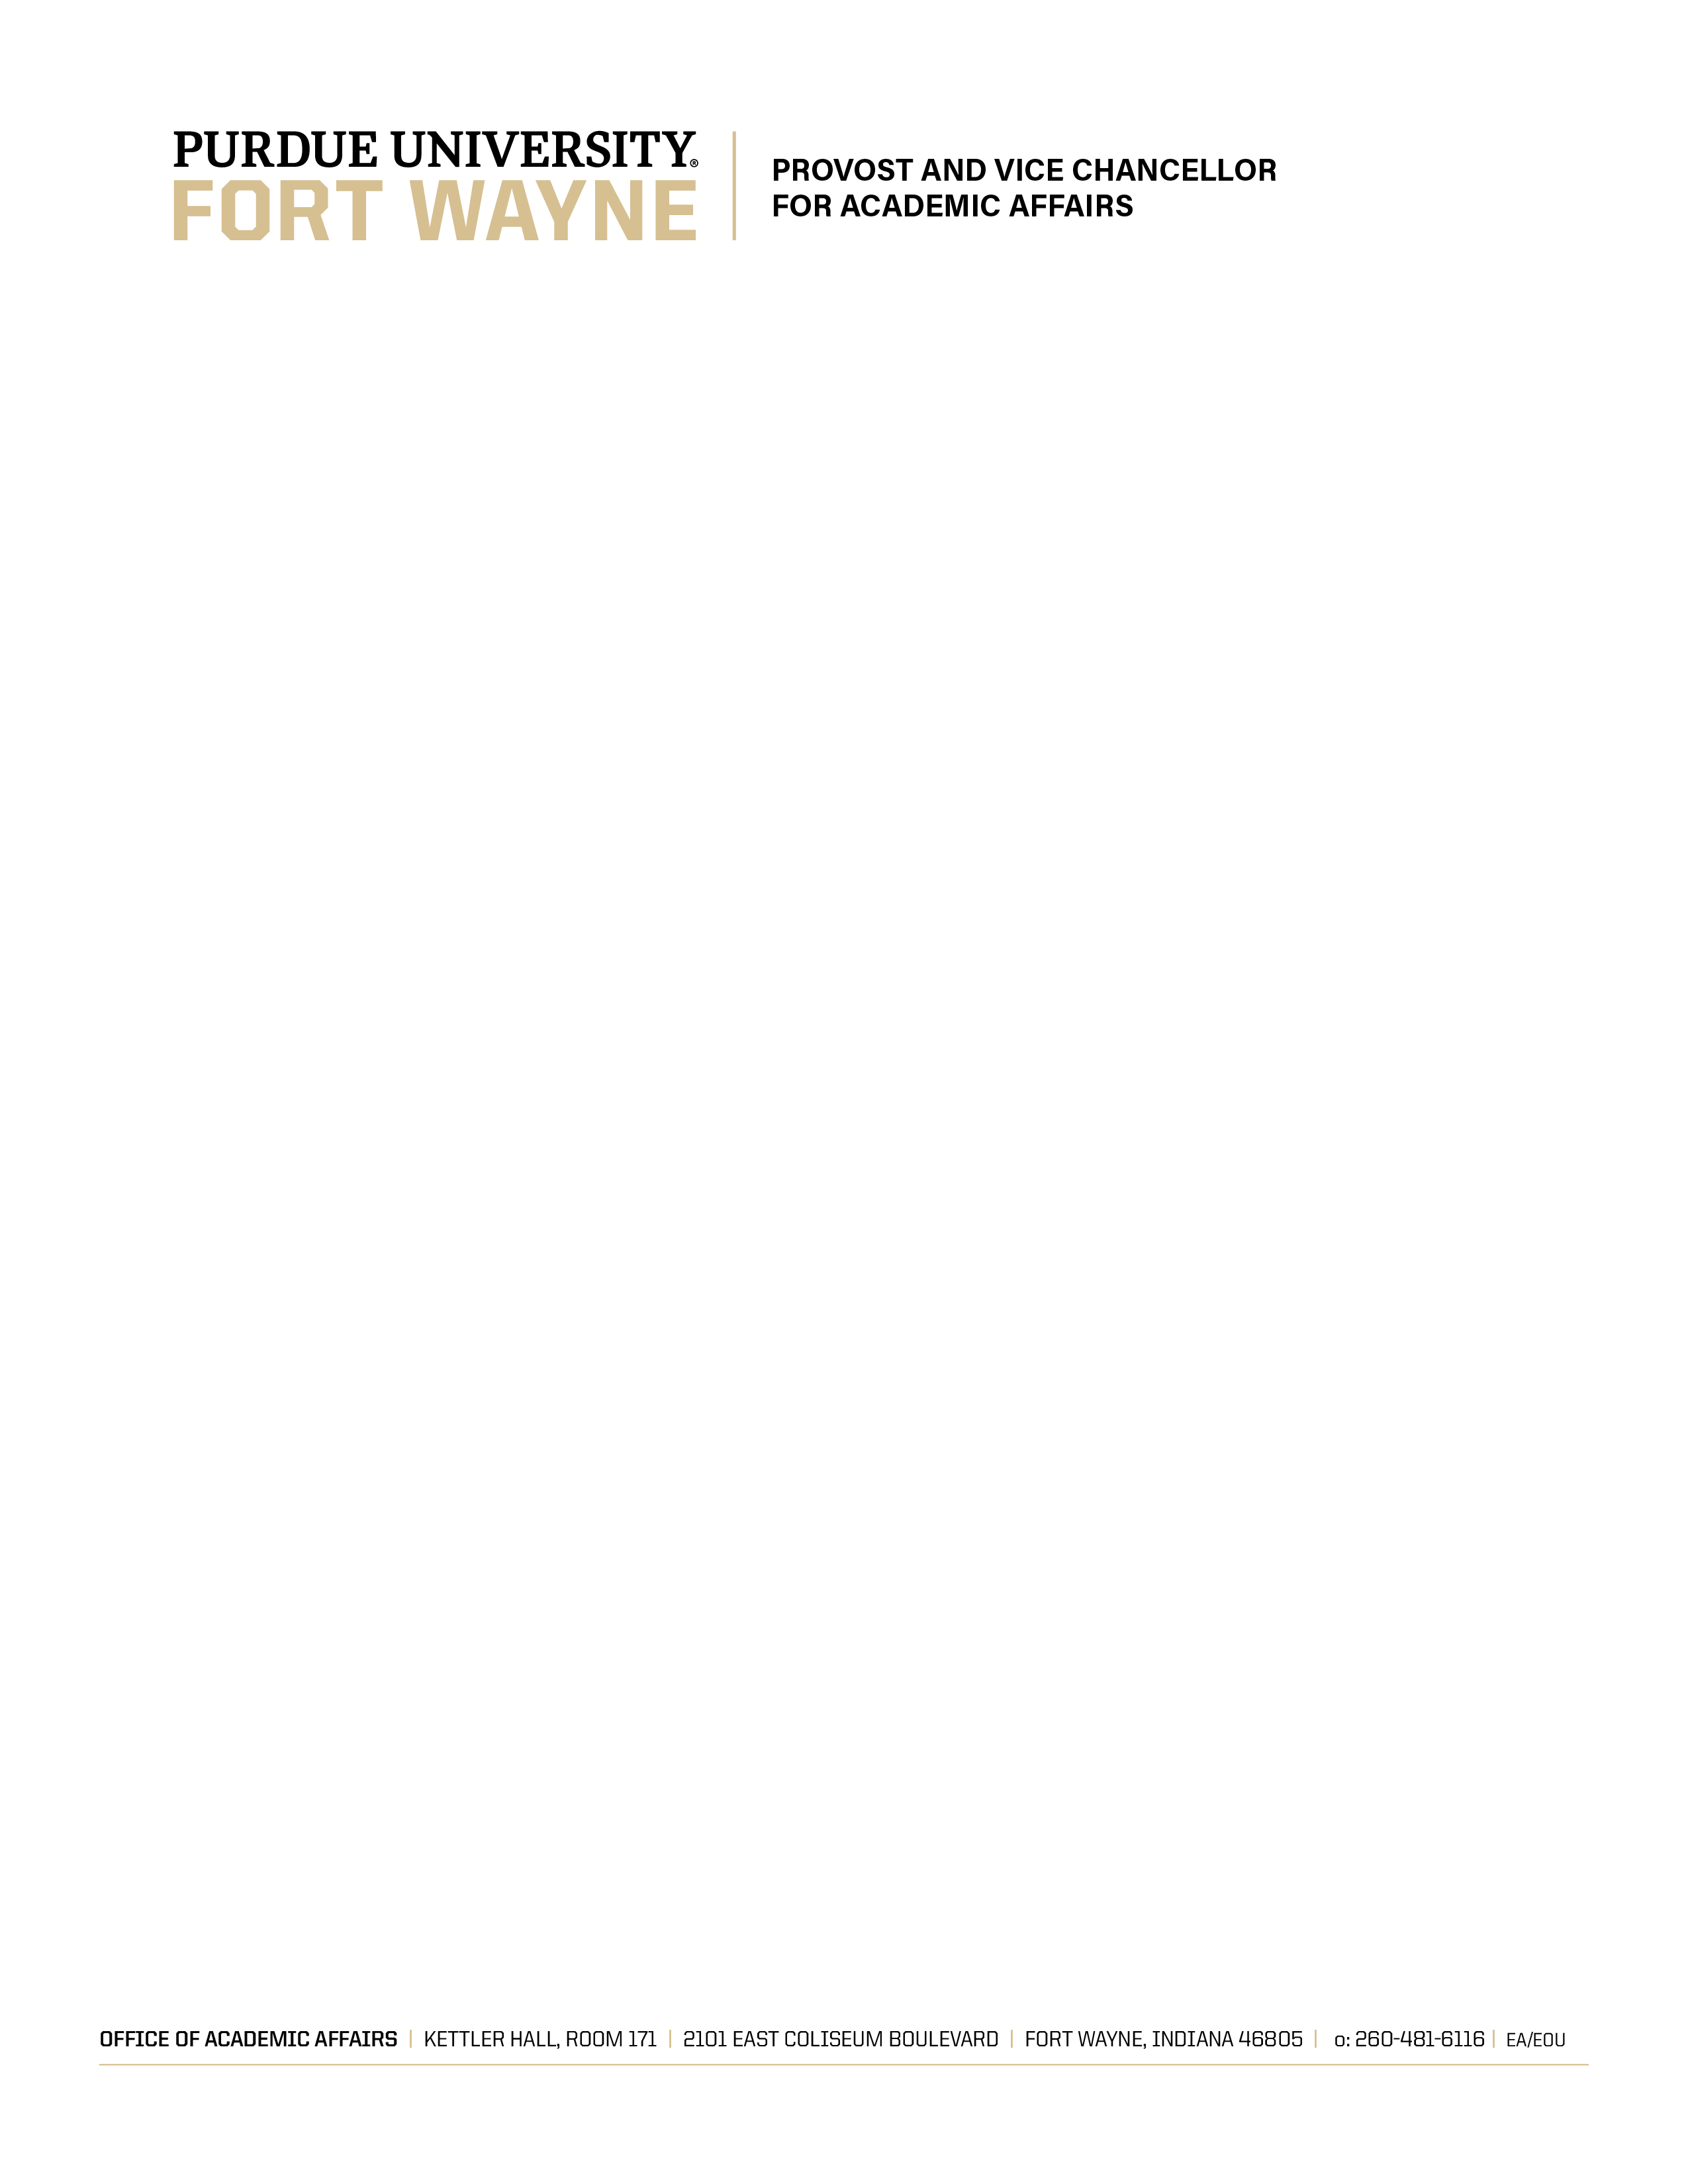 PURDUE UNIVERSITY®
FORT WAYNE
PROVOST AND VICE CHANCELLOR
FOR ACADEMIC AFFAIRS
OFFICE OF ACADEMIC AFFAIRS | KETTLER HALL, ROOM 171 | 2101 EAST COLISEUM BOULEVARD | FORT WAYNE, INDIANA 46805 | o: 260-481-6116 | EA/EOU